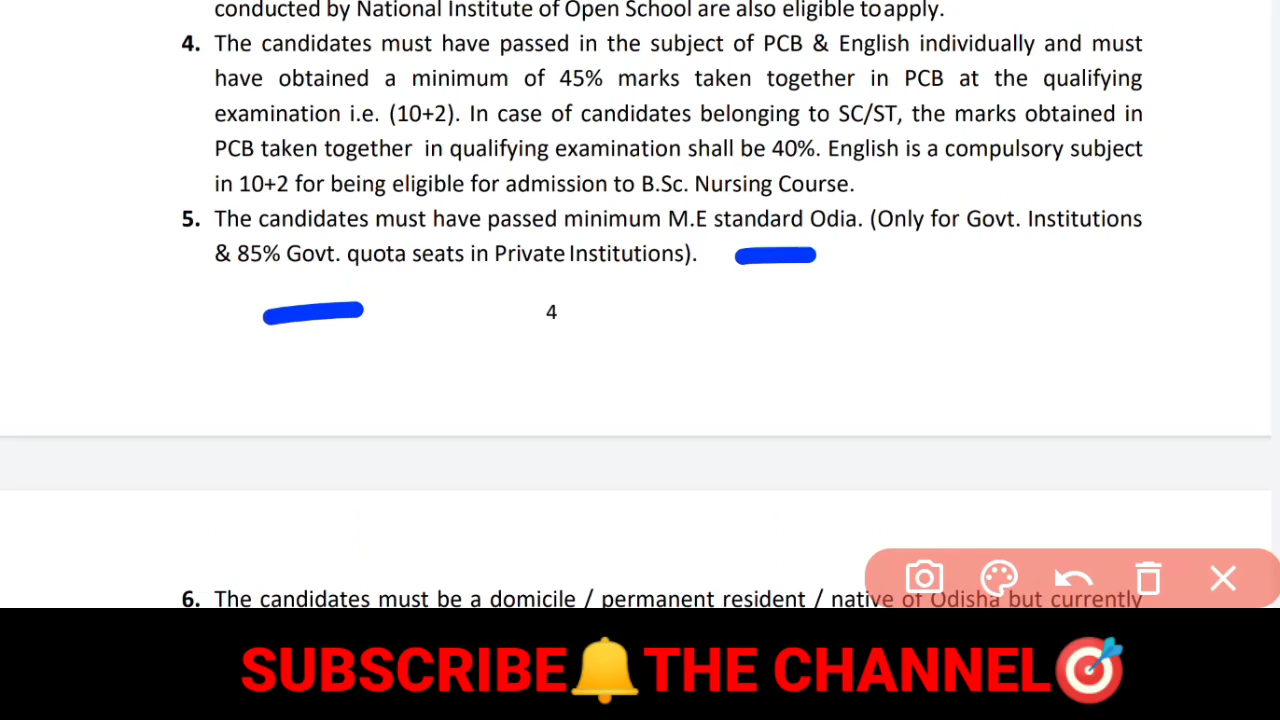 conducted by National Institute of Open School are also eligible to apply.
4. The candidates must have passed in the subject of PCB & English individually and must
have obtained a minimum of 45% marks taken together in PCB at the qualifying
examination i.e. (10+2). In case of candidates belonging to SC/ST, the marks obtained in
PCB taken together in qualifying examination shall be 40%. English is a compulsory subject
in 10+2 for being eligible for admission to B.Sc. Nursing Course.
5. The candidates must have passed minimum M.E standard Odia. (Only for Govt. Institutions
& 85% Govt. quota seats in Private Institutions).
4
6. The candidates must be a domicile / permanent resident / native of Odisha but currently
SUBSCRIBE THE CHANNEL